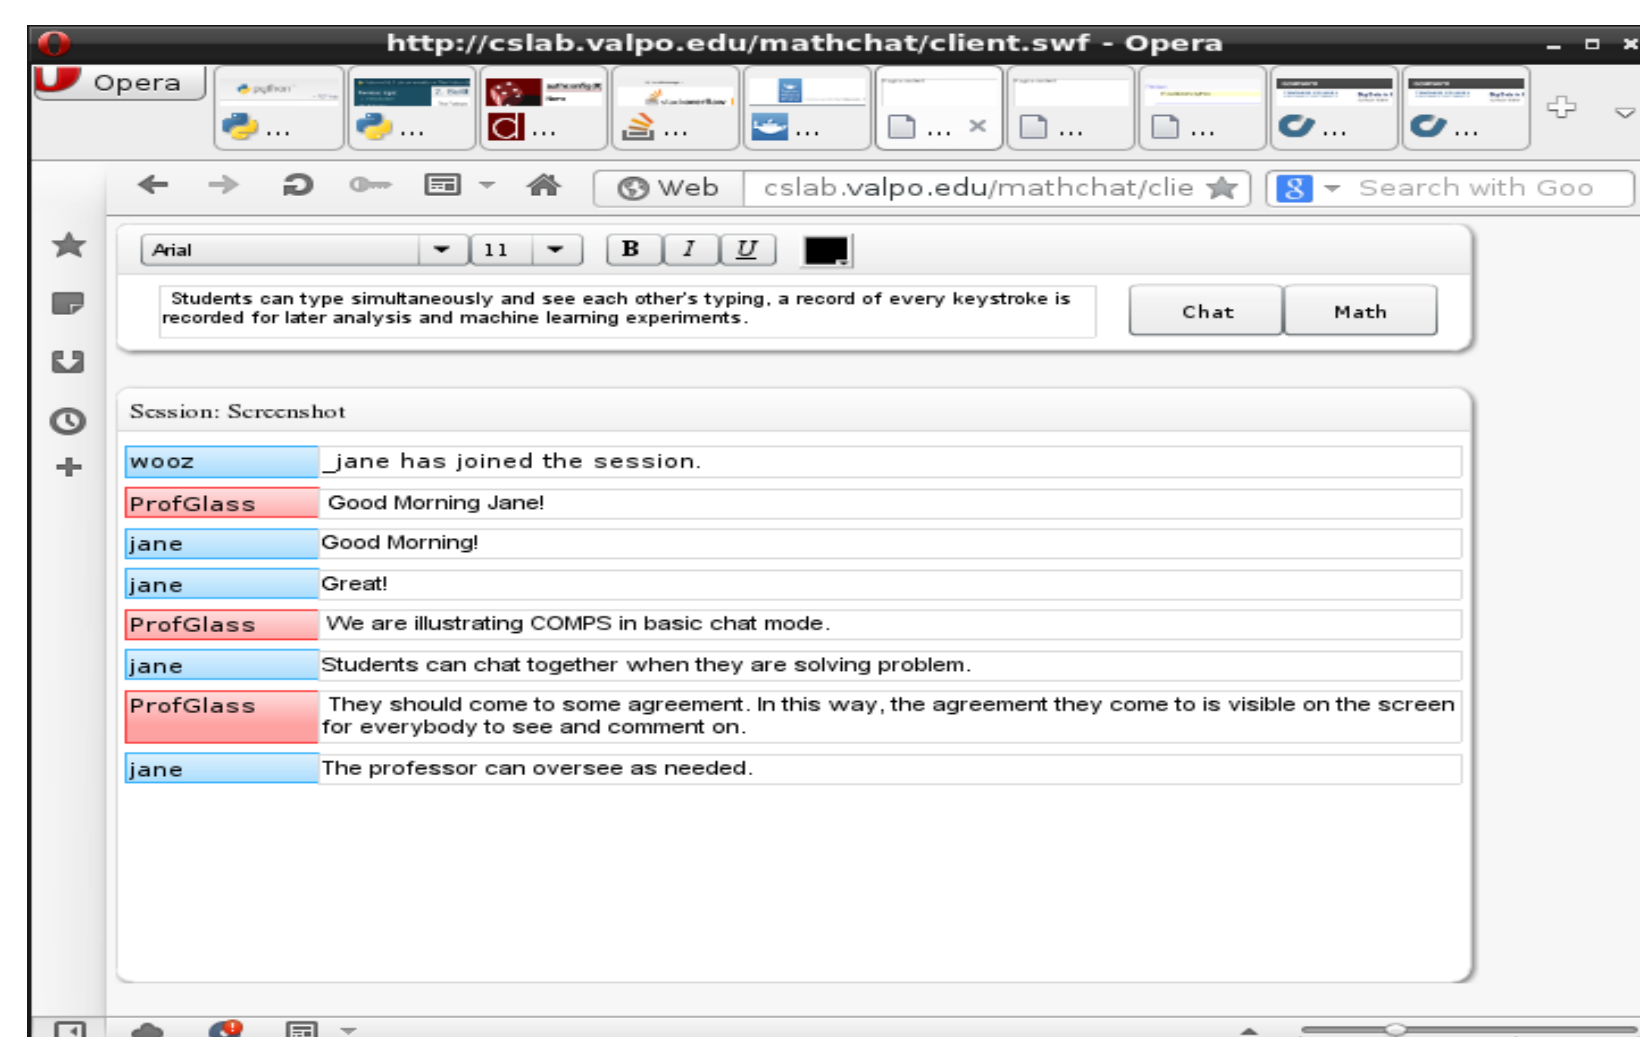 http://cslab.valpo.edu/mathchat/client.swf - Opera
Opera
python
...
...
...
stackoverflow
...
...
...
...
...
...
...
Web
cslab.valpo.edu/mathchat/clie
Search with Goo
Arial
11
B I U
Students can type simultaneously and see each other's typing, a record of every keystroke is
recorded for later analysis and machine learning experiments.
Chat
Math
Session: Screenshot
wooz _jane has joined the session.
ProfGlass Good Morning Jane!
jane Good Morning!
jane Great!
ProfGlass We are illustrating COMPS in basic chat mode.
jane Students can chat together when they are solving problem.
ProfGlass They should come to some agreement. In this way, the agreement they come to is visible on the screen
for everybody to see and comment on.
jane The professor can oversee as needed.